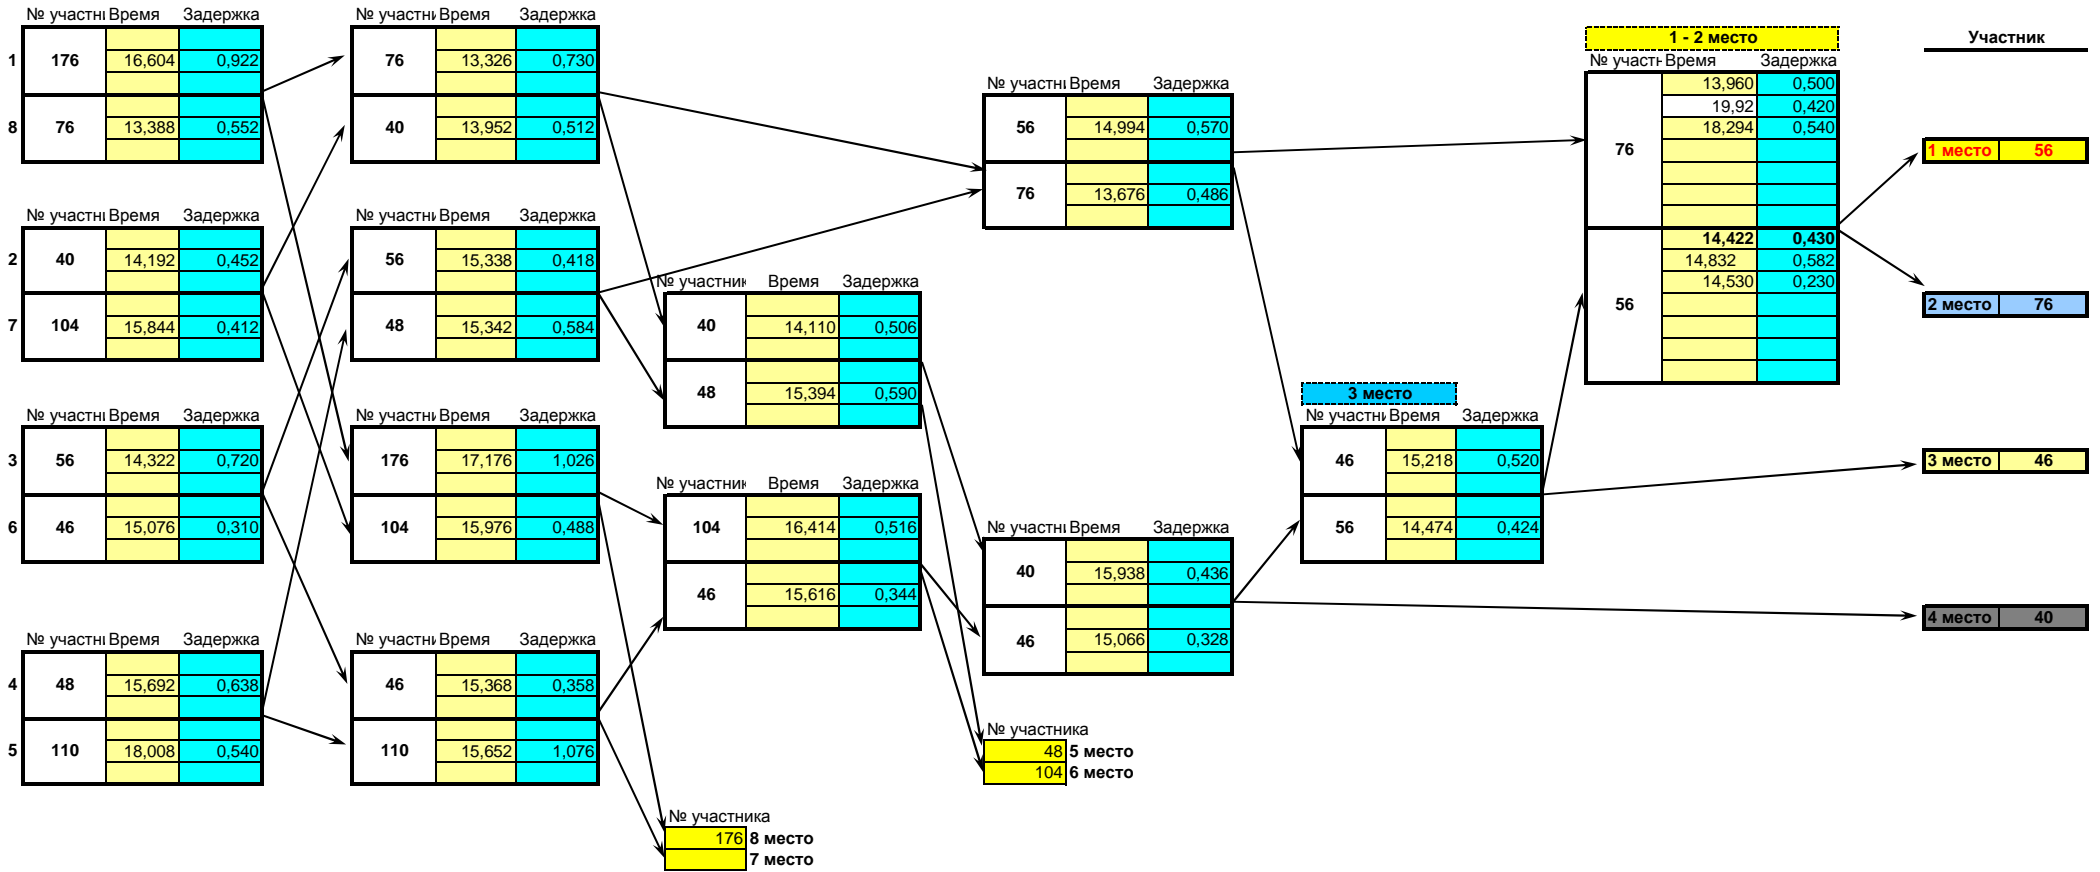 № участні Время Задержка
1 176 16,604 0,922
8 76 13,388 0,552
№ участні Время Задержка
2 40 14,192 0,452
7 104 15,844 0,412
№ участні Время Задержка
3 56 14,322 0,720
6 46 15,076 0,310
№ участні Время Задержка
4 48 15,692 0,638
5 110 18,008 0,540
№ участні Время Задержка
76 13,326 0,730
40 13,952 0,512
№ участні Время Задержка
56 15,338 0,418
48 15,342 0,584
№ участні Время Задержка
176 17,176 1,026
104 15,976 0,488
№ участні Время Задержка
46 15,368 0,358
110 15,652 1,076
№ участник Время Задержка
40 14,110 0,506
48 15,394 0,590
№ участник Время Задержка
104 16,414 0,516
46 15,616 0,344
№ участника
176 8 место
7 место
№ участні Время Задержка
56 14,994 0,570
76 13,676 0,486
№ участні Время Задержка
40 15,938 0,436
46 15,066 0,328
№ участника
48 5 место
104 6 место
3 место
№ участні Время Задержка
46 15,218 0,520
56 14,474 0,424
1 - 2 место
№ участн Время Задержка
13,960 0,500
19,92 0,420
18,294 0,540
76
14,422 0,430
14,832 0,582
14,530 0,230
56
Участник
1 место 56
2 место 76
3 место 46
4 место 40